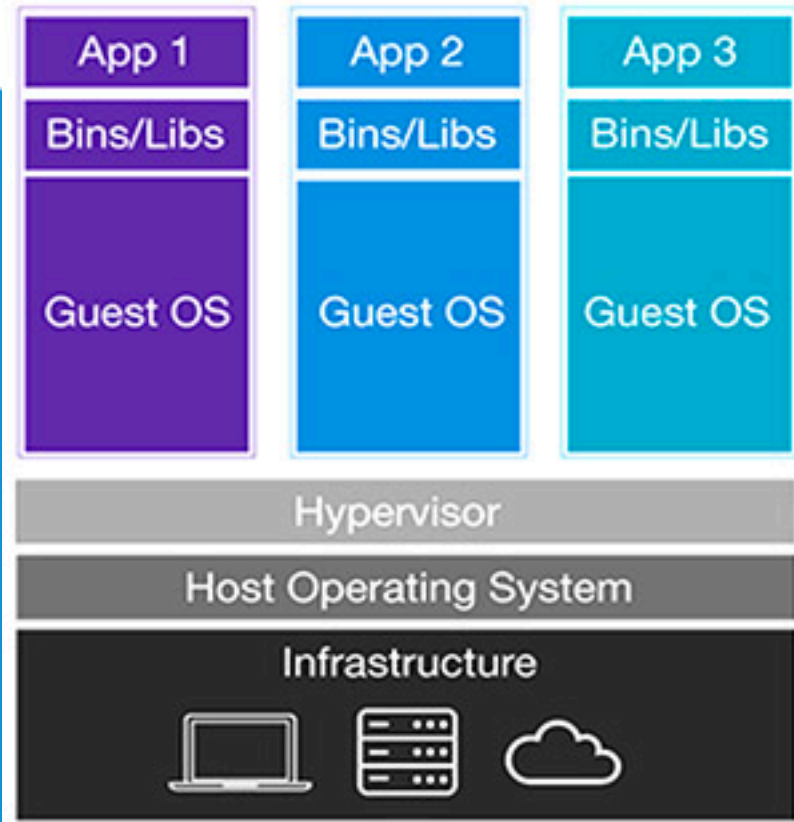 App 1
App 2
App 3
Bins/Libs
Bins/Libs
Bins/Libs
Guest OS
Guest OS
Guest OS
Hypervisor
Host Operating System
Infrastructure